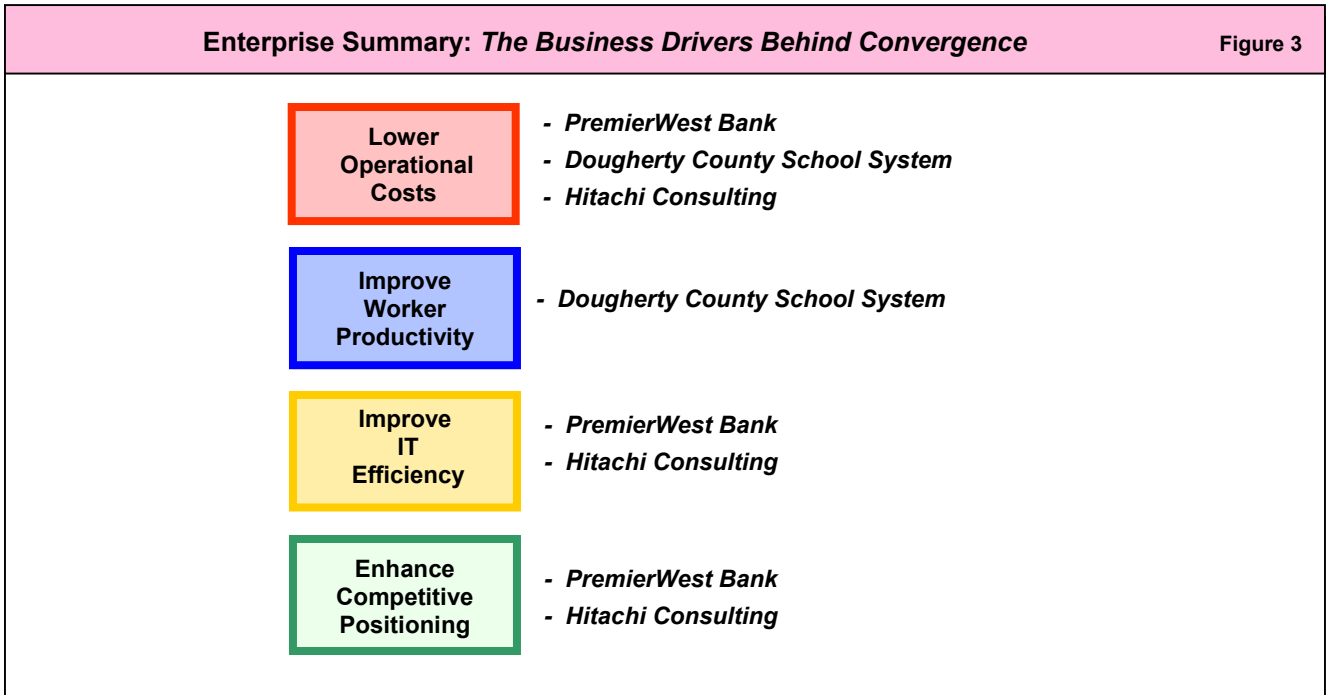 Enterprise Summary: The Business Drivers Behind Convergence Figure 3
Lower
Operational
Costs
- PremierWest Bank
- Dougherty County School System
- Hitachi Consulting
Improve
Worker
Productivity
- Dougherty County School System
Improve
IT
Efficiency
- PremierWest Bank
- Hitachi Consulting
Enhance
Competitive
Positioning
- PremierWest Bank
- Hitachi Consulting